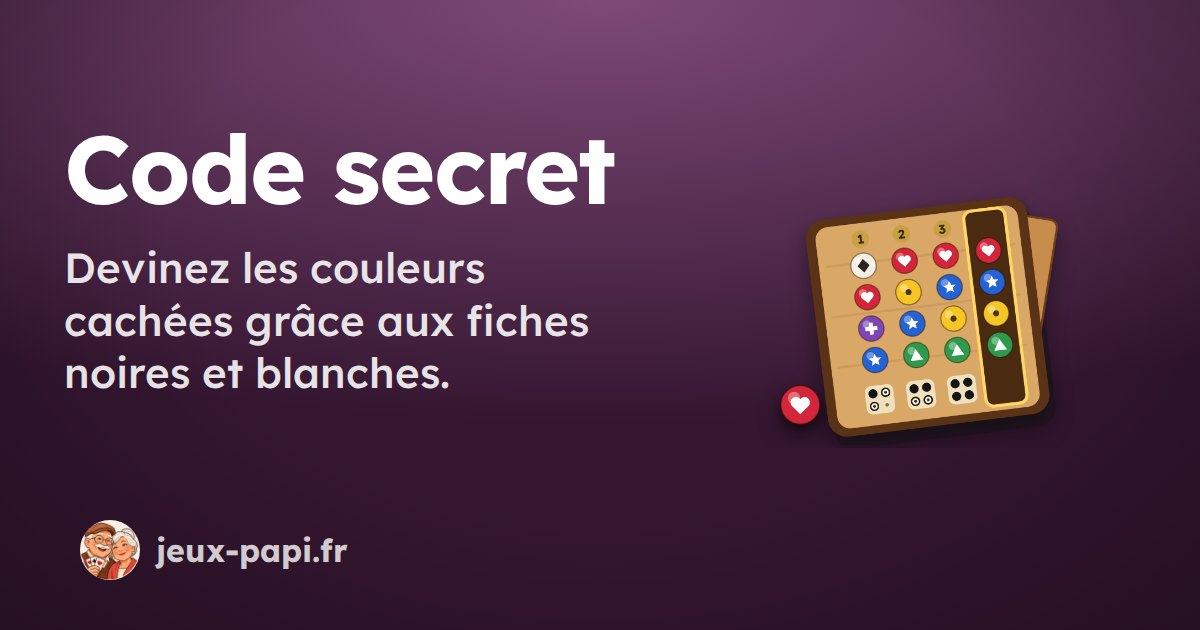 Code secret
Devinez les couleurs
cachées grâce aux fiches
noires et blanches.
1 2 3
jeux-papi.fr